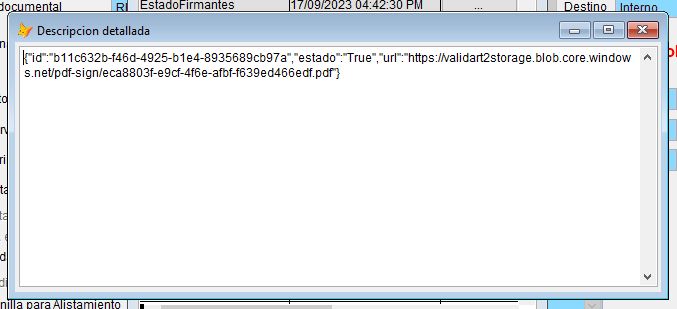 documental
RI
EstadoFirmantes
17/09/2023 04:42:30 PM
...
Destino
Interno
Descripcion detallada
{"id":"b11c632b-f46d-4925-b1e4-8935689cb97a","estado":"True","url":"https://validart2storage.blob.core.window
s.net/pdf-sign/eca8803f-e9cf-4f6e-afbf-f639ed466edf.pdf"}
nilla para Alistamiento